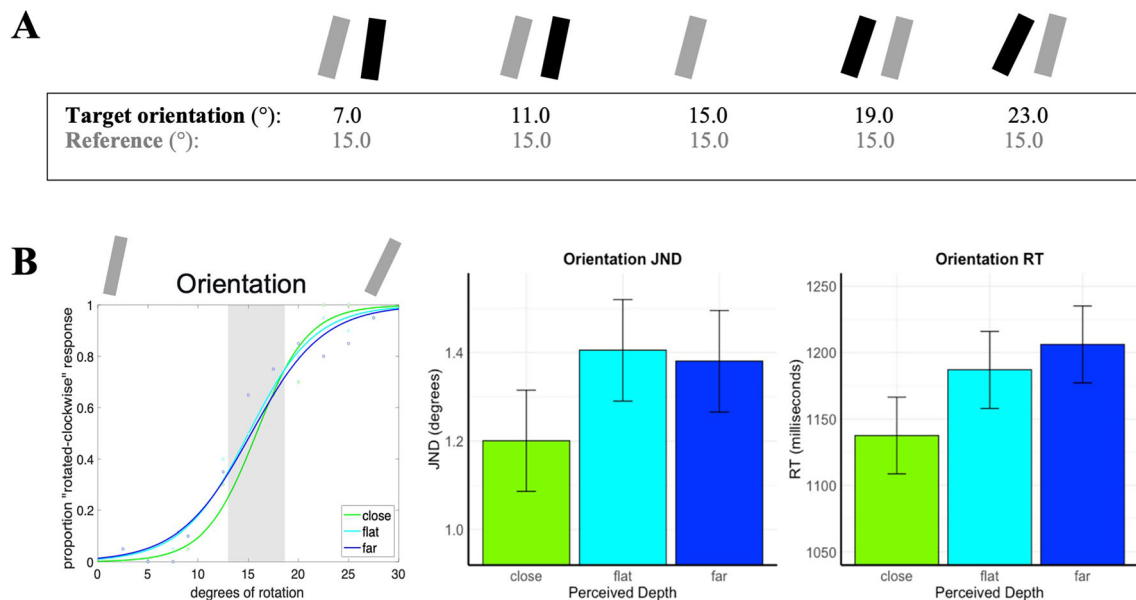 A
Target orientation (°): 7.0 11.0 15.0 19.0 23.0
Reference (°): 15.0 15.0 15.0 15.0 15.0
B
Orientation
proportion "rotated-clockwise" response
1
0.8
0.6
0.4
0.2
0
0 5 10 15 20 25 30
degrees of rotation
close
flat
far
Orientation JND
JND (degrees)
1.4
1.2
1.0
close flat far
Perceived Depth
Orientation RT
RT (milliseconds)
1250
1200
1150
1100
1050
close flat far
Perceived Depth